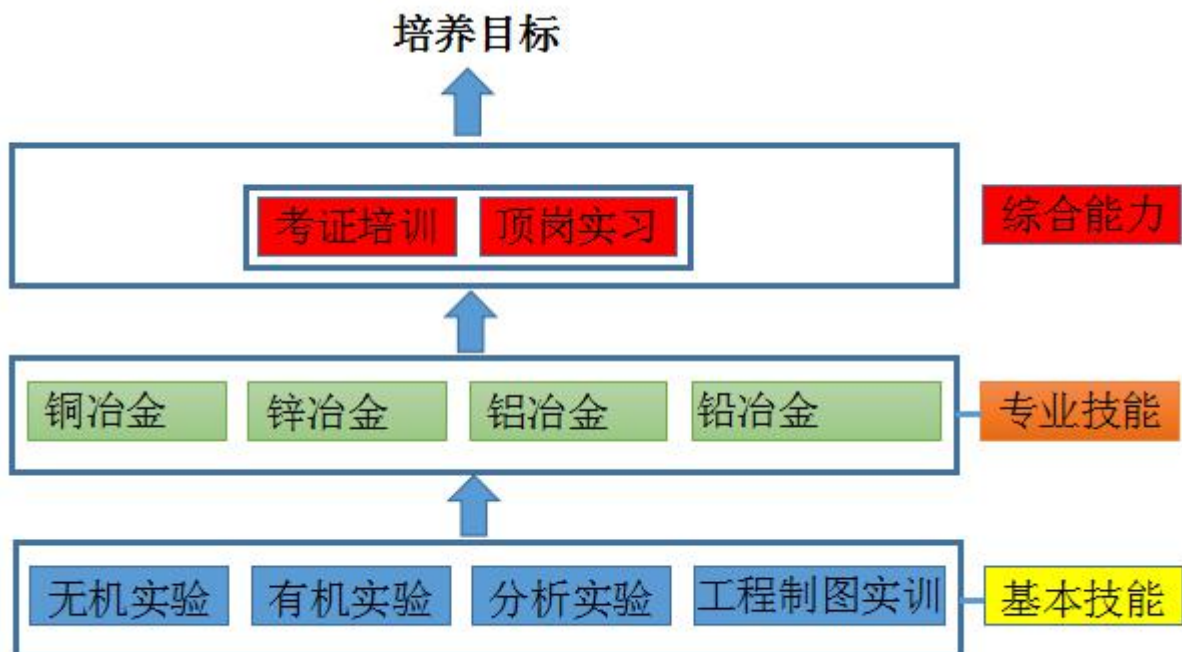 培养目标
考证培训 顶岗实习 综合能力
铜冶金 锌冶金 铝冶金 铅冶金 专业技能
无机实验 有机实验 分析实验 工程制图实训 基本技能